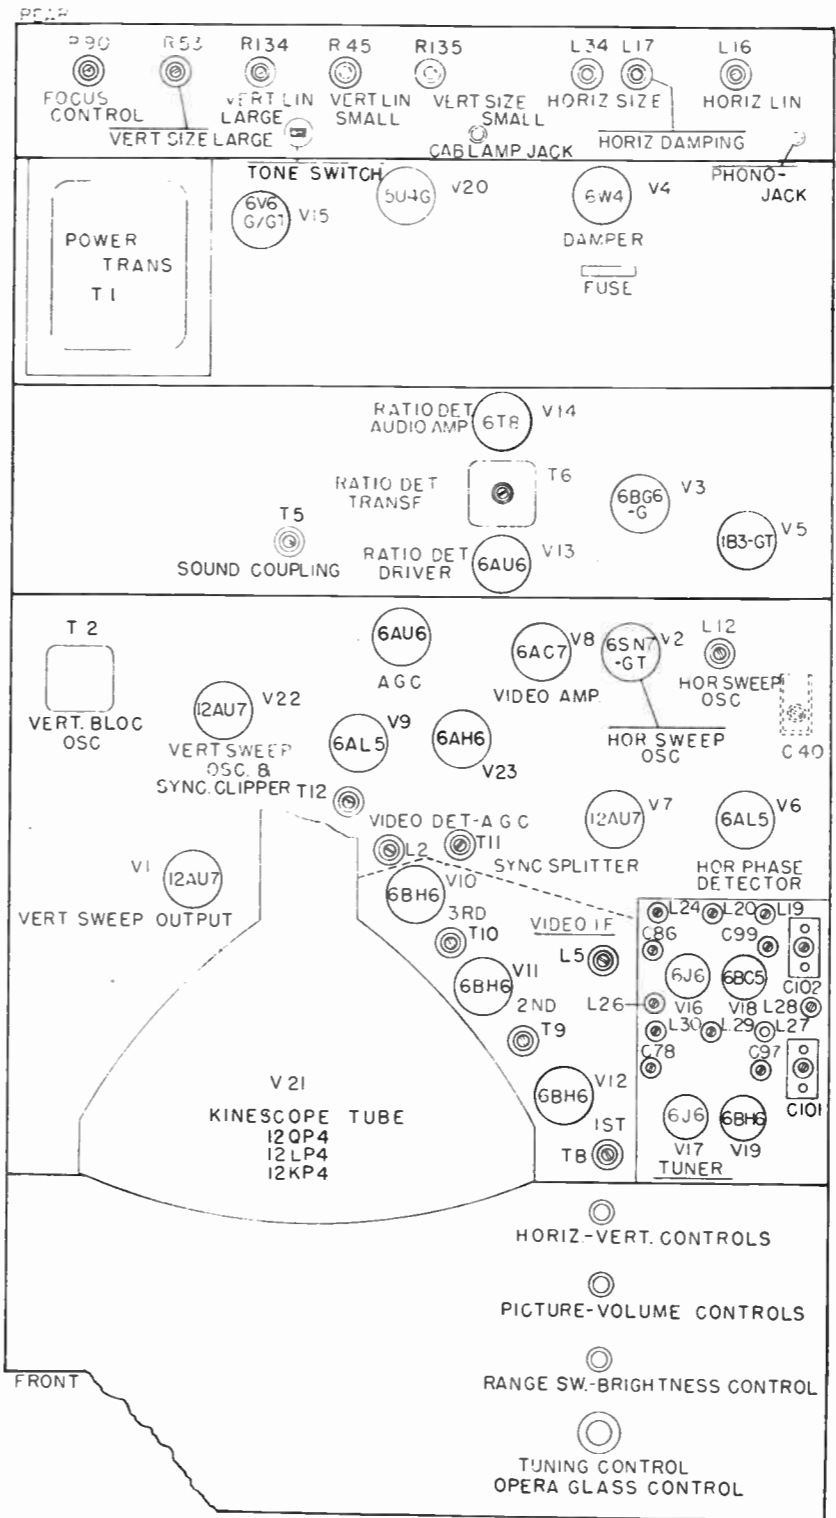 REAR
R90 R53 R134 R45 R135 L34 L17 L16
FOCUS CONTROL
VERT SIZE LARGE
VERT LIN LARGE
VERT LIN SMALL
VERT SIZE SMALL
HORIZ SIZE
HORIZ LIN
HORIZ DAMPING
CAB LAMP JACK
TONE SWITCH
PHONO-JACK
POWER TRANS T1
6V6 G/GT V15
5U4G V20
6W4 V4
DAMPER
FUSE
RATIO DET. AUDIO AMP 6T8 V14
RATIO DET TRANSF T6
6BG6-G V3
1B3-GT V5
T5
SOUND COUPLING
RATIO DET DRIVER 6AU6 V13
T 2
VERT. BLOC OSC
6AU6
AGC
6AC7 V8
VIDEO AMP.
6SN7-GT V2
HOR SWEEP OSC
L12
HOR SWEEP OSC
C40
12AU7 V22
VERT SWEEP OSC. & SYNC. CLIPPER
6AL5 V9
6AH6 V23
T12
VIDEO DET-AGC
L2
T11
12AU7 V7
SYNC SPLITTER
6AL5 V6
HOR PHASE DETECTOR
V1 12AU7
VERT SWEEP OUTPUT
6BH6 V10
3RD
T10
VIDEO IF
L5
6BH6 V11
2ND
T9
6BH6 V12
1ST
T8
L24 L20 L19
C86 C99
6J6 6BC5 C102
L26 V16 V18 L28
L30 L29 L27
C78 C97
C101
6J6 6BH6
V17 V19
TUNER
V 21
KINESCOPE TUBE
12QP4
12LP4
12KP4
HORIZ.-VERT. CONTROLS
PICTURE-VOLUME CONTROLS
FRONT
RANGE SW.-BRIGHTNESS CONTROL
TUNING CONTROL
OPERA GLASS CONTROL